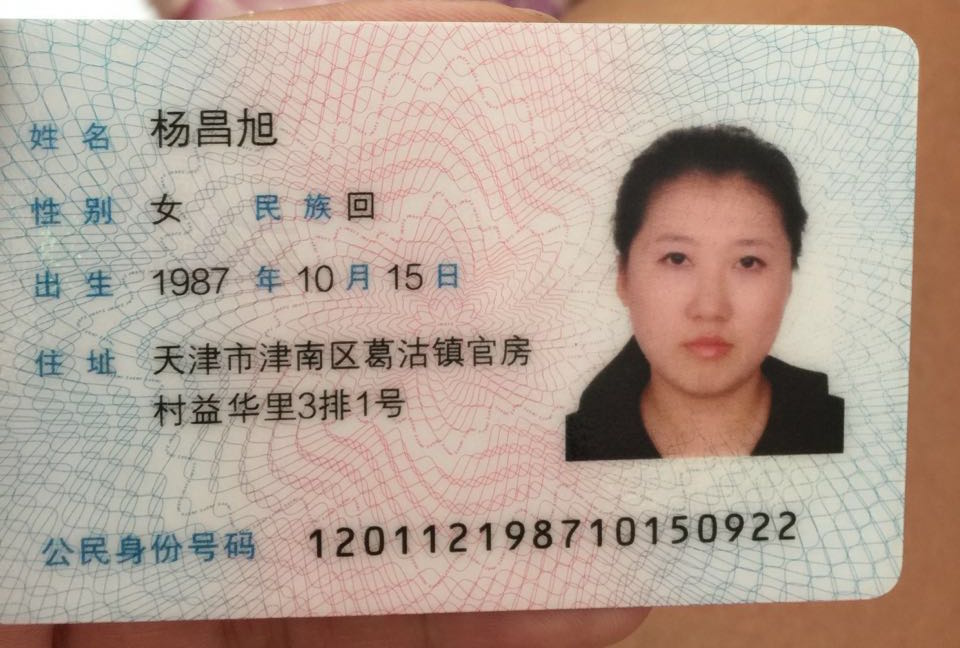 姓名 杨昌旭
性别 女 民族 回
出生 1987 年 10 月 15 日
住址 天津市津南区葛沽镇官房
村益华里3排1号
公民身份号码 120112198710150922